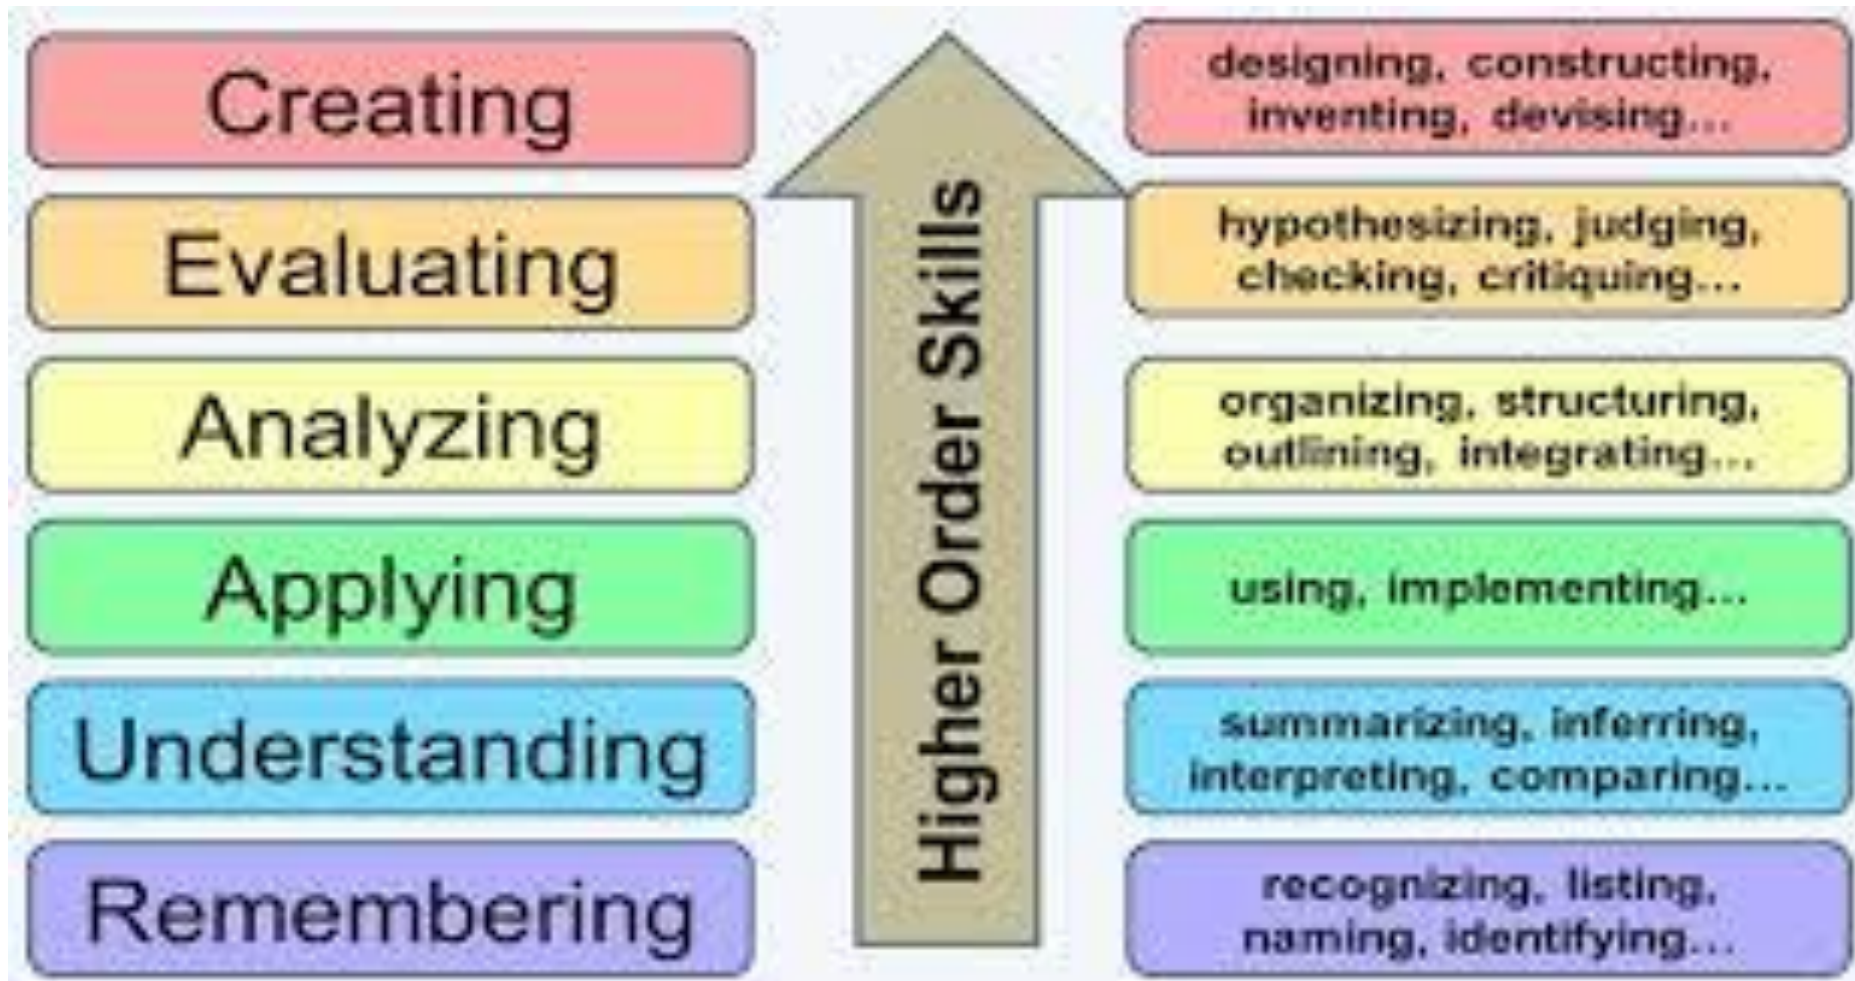 Creating
Evaluating
Analyzing
Applying
Understanding
Remembering
Higher Order Skills
designing, constructing,
inventing, devising...
hypothesizing, judging,
checking, critiquing...
organizing, structuring,
outlining, integrating...
using, implementing...
summarizing, inferring,
interpreting, comparing...
recognizing, listing,
naming, identifying...